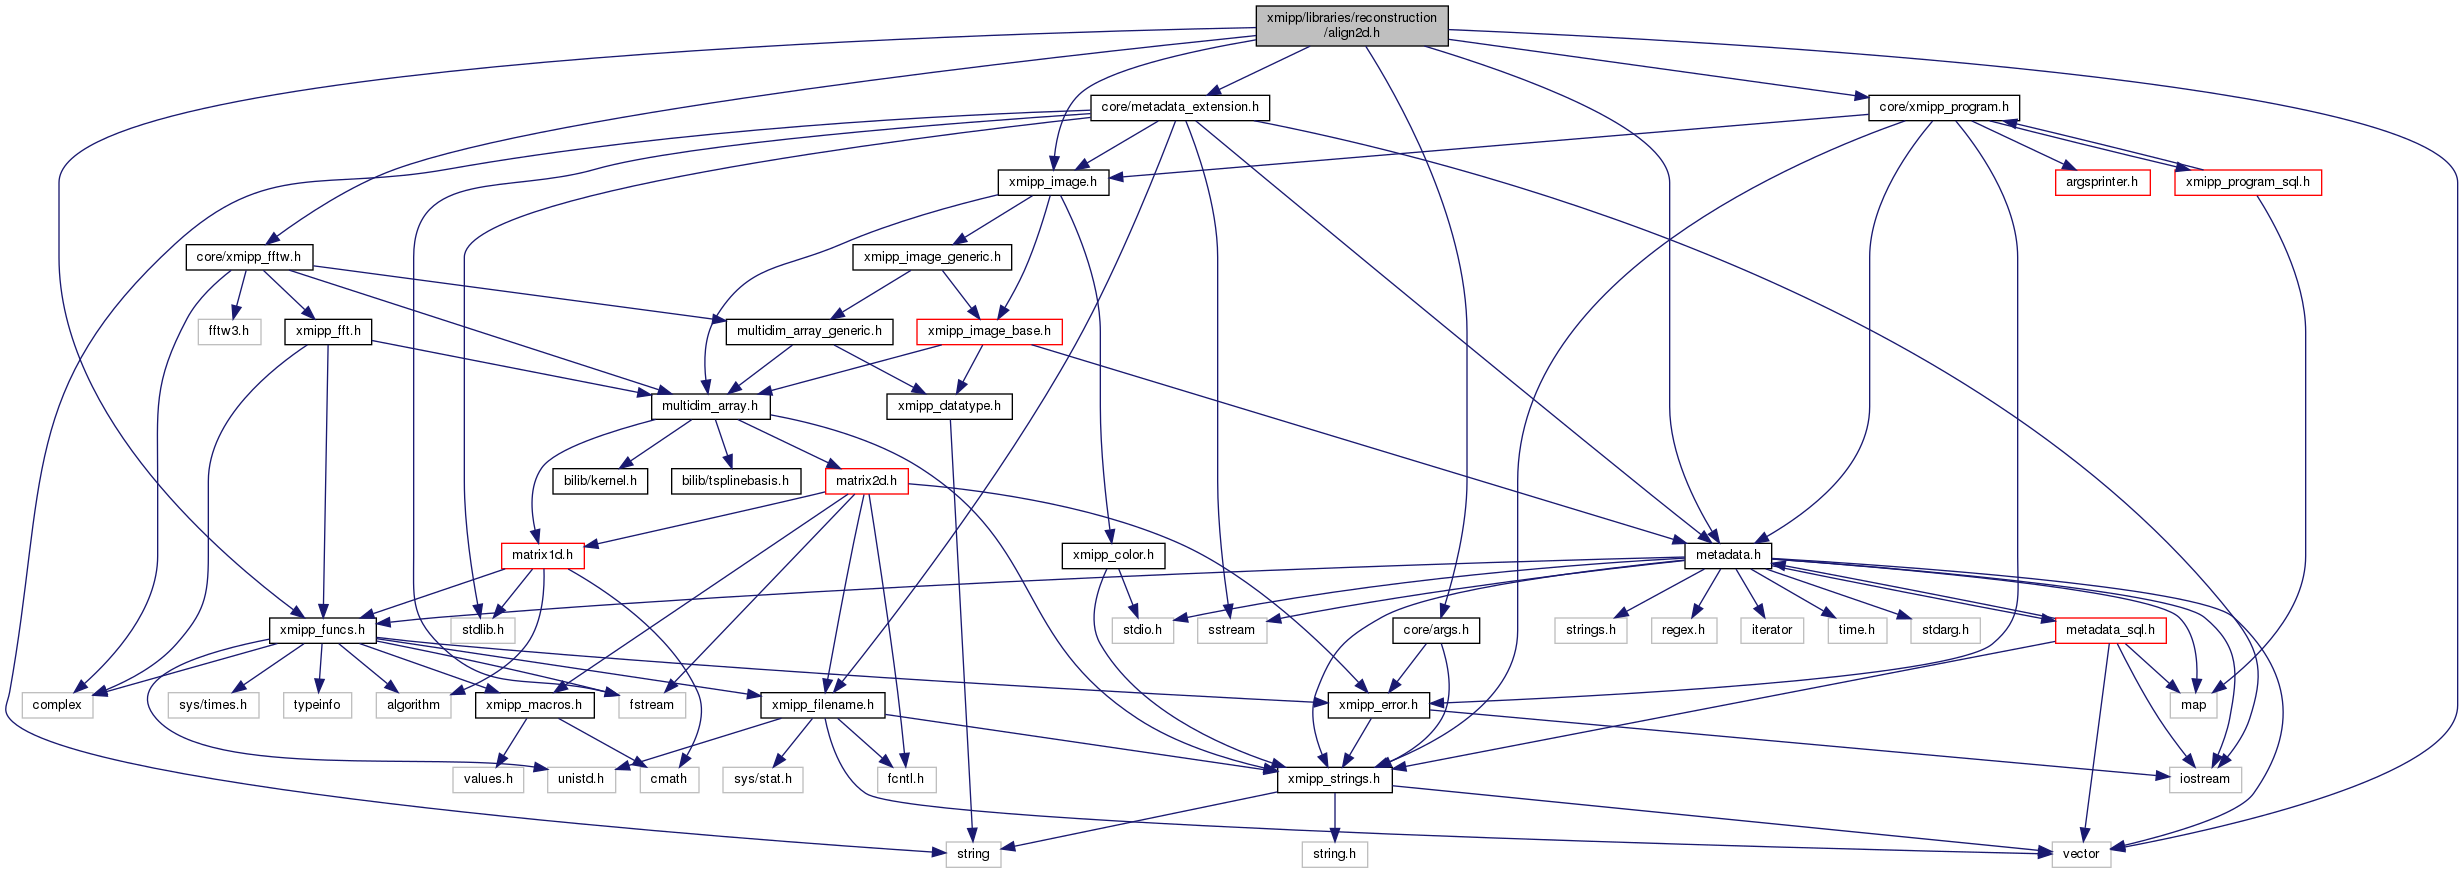 xmipp/libraries/reconstruction
/align2d.h
core/metadata_extension.h
core/xmipp_program.h
xmipp_image.h
argsprinter.h
xmipp_program_sql.h
core/xmipp_fftw.h
xmipp_image_generic.h
fftw3.h
xmipp_fft.h
multidim_array_generic.h
xmipp_image_base.h
multidim_array.h
xmipp_datatype.h
bilib/kernel.h
bilib/tsplinebasis.h
matrix2d.h
matrix1d.h
xmipp_color.h
metadata.h
xmipp_funcs.h
stdlib.h
stdio.h
sstream
core/args.h
strings.h
regex.h
iterator
time.h
stdarg.h
metadata_sql.h
complex
sys/times.h
typeinfo
algorithm
xmipp_macros.h
fstream
xmipp_filename.h
xmipp_error.h
map
values.h
unistd.h
cmath
sys/stat.h
fcntl.h
xmipp_strings.h
iostream
string
string.h
vector